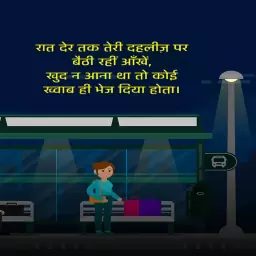 रात देर तक तेरी दहलीज़ पर
बैठी रहीं आँखें,
खुद न आना था तो कोई
ख्वाब ही भेज दिया होता।